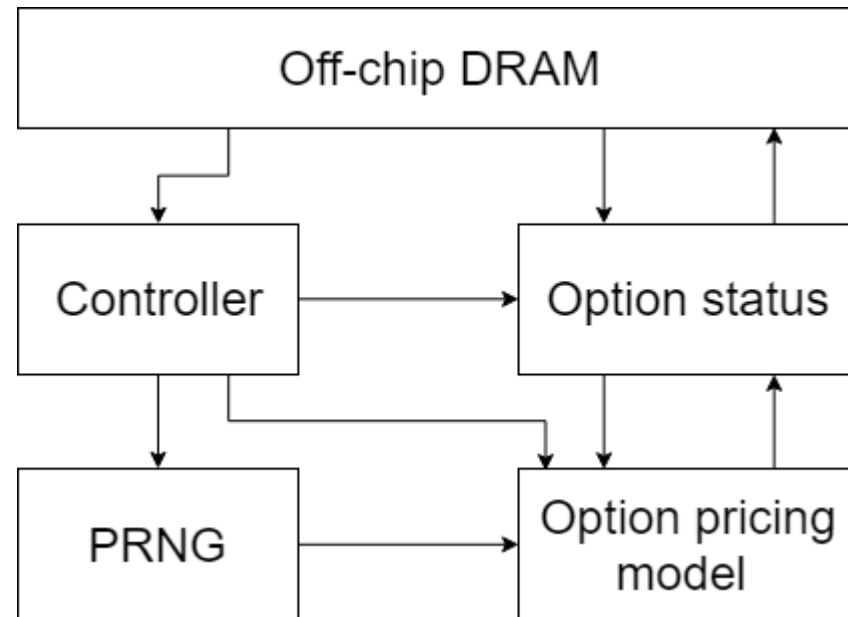 Off-chip DRAM
Controller
Option status
PRNG
Option pricing
model